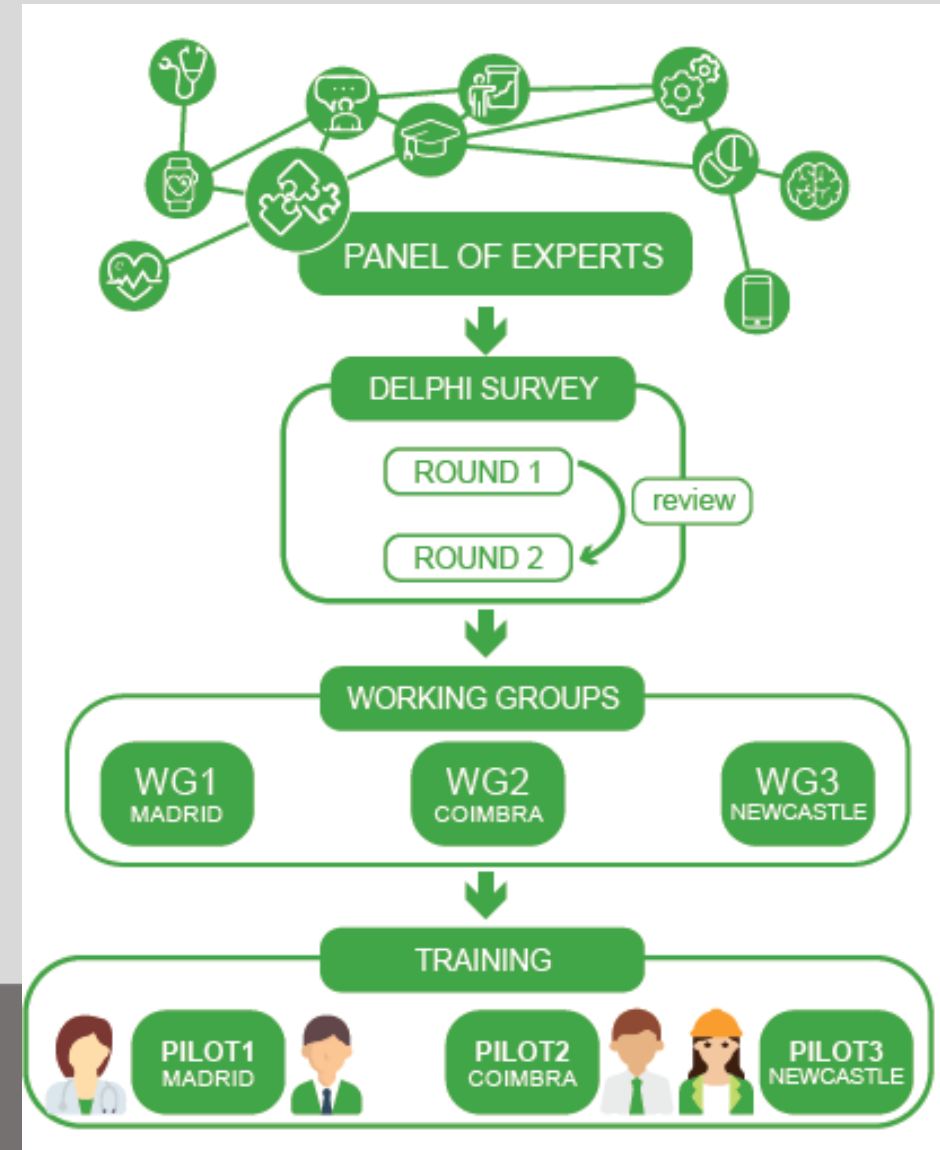 PANEL OF EXPERTS
DELPHI SURVEY
ROUND 1
review
ROUND 2
WORKING GROUPS
WG1
MADRID
WG2
COIMBRA
WG3
NEWCASTLE
TRAINING
PILOT1
MADRID
PILOT2
COIMBRA
PILOT3
NEWCASTLE